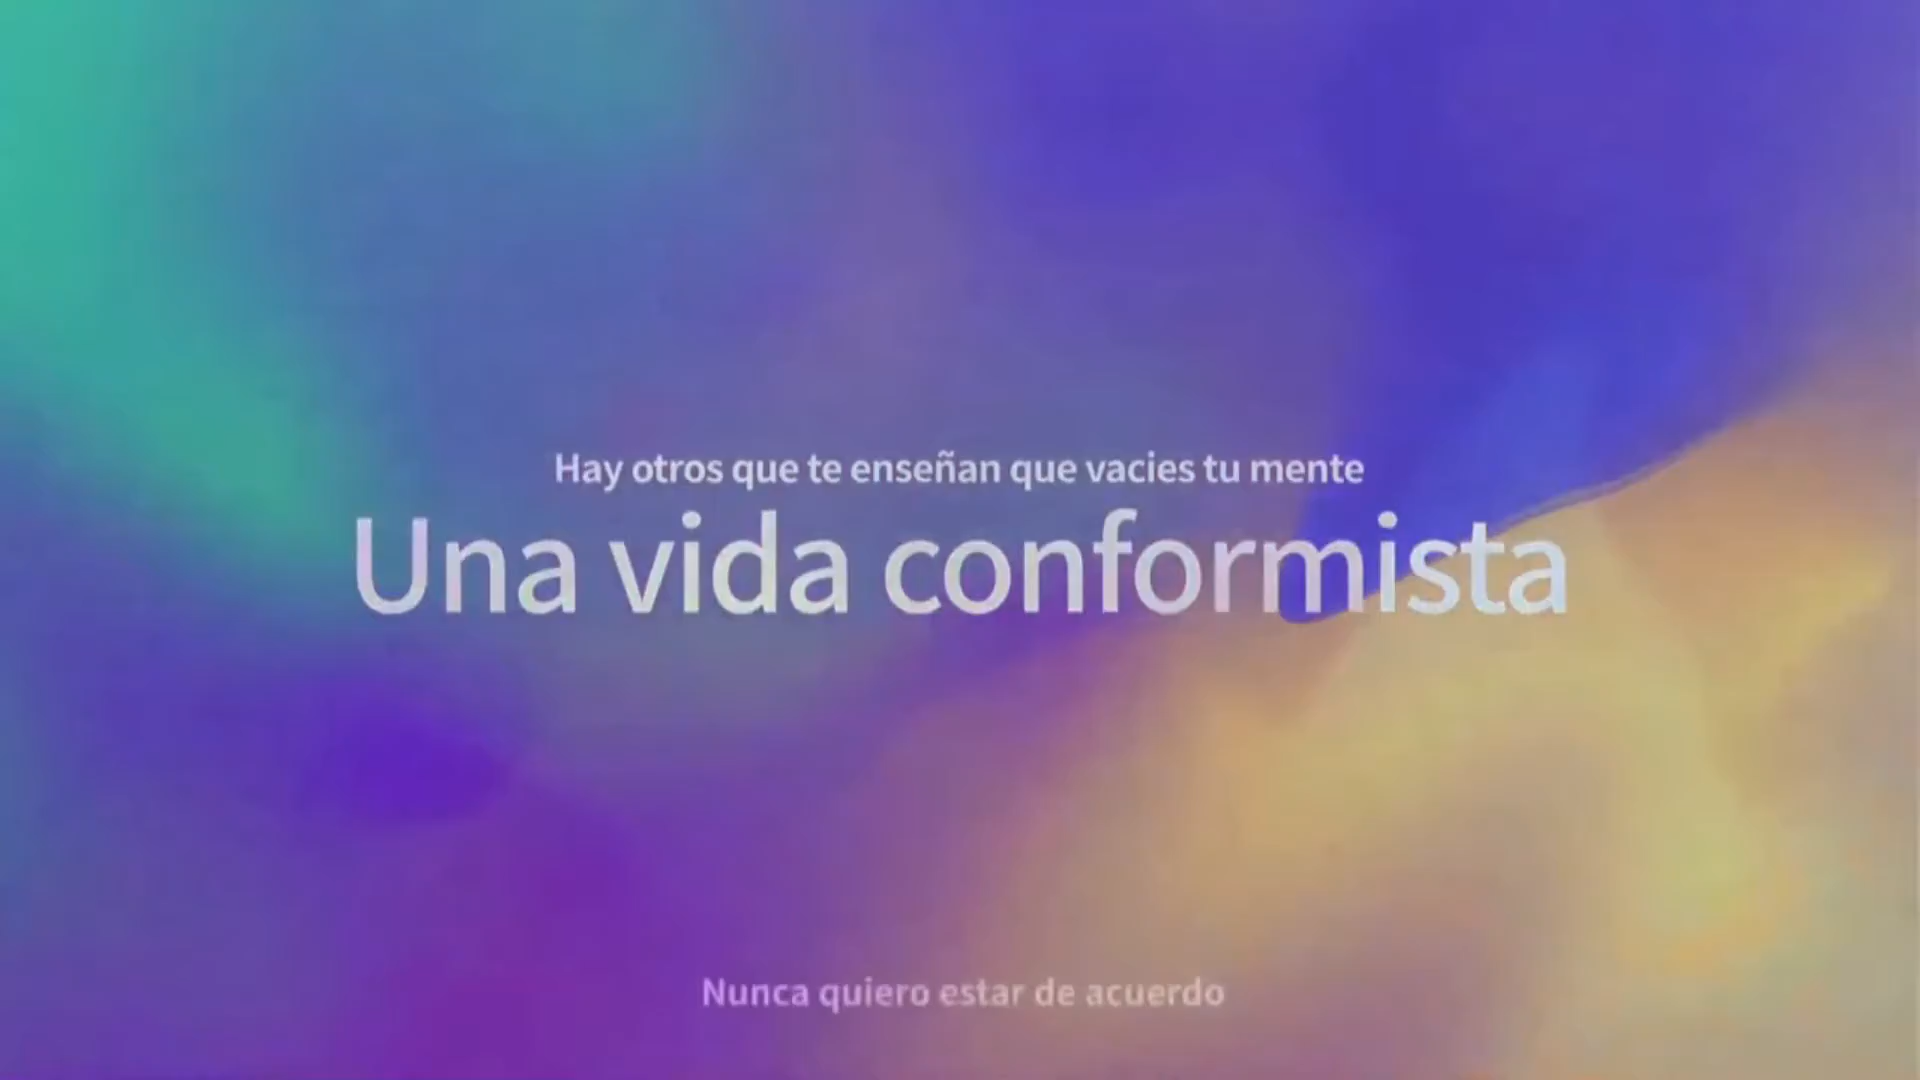 Hay otros que te enseñan que vacies tu mente
Una vida conformista
Nunca quiero estar de acuerdo